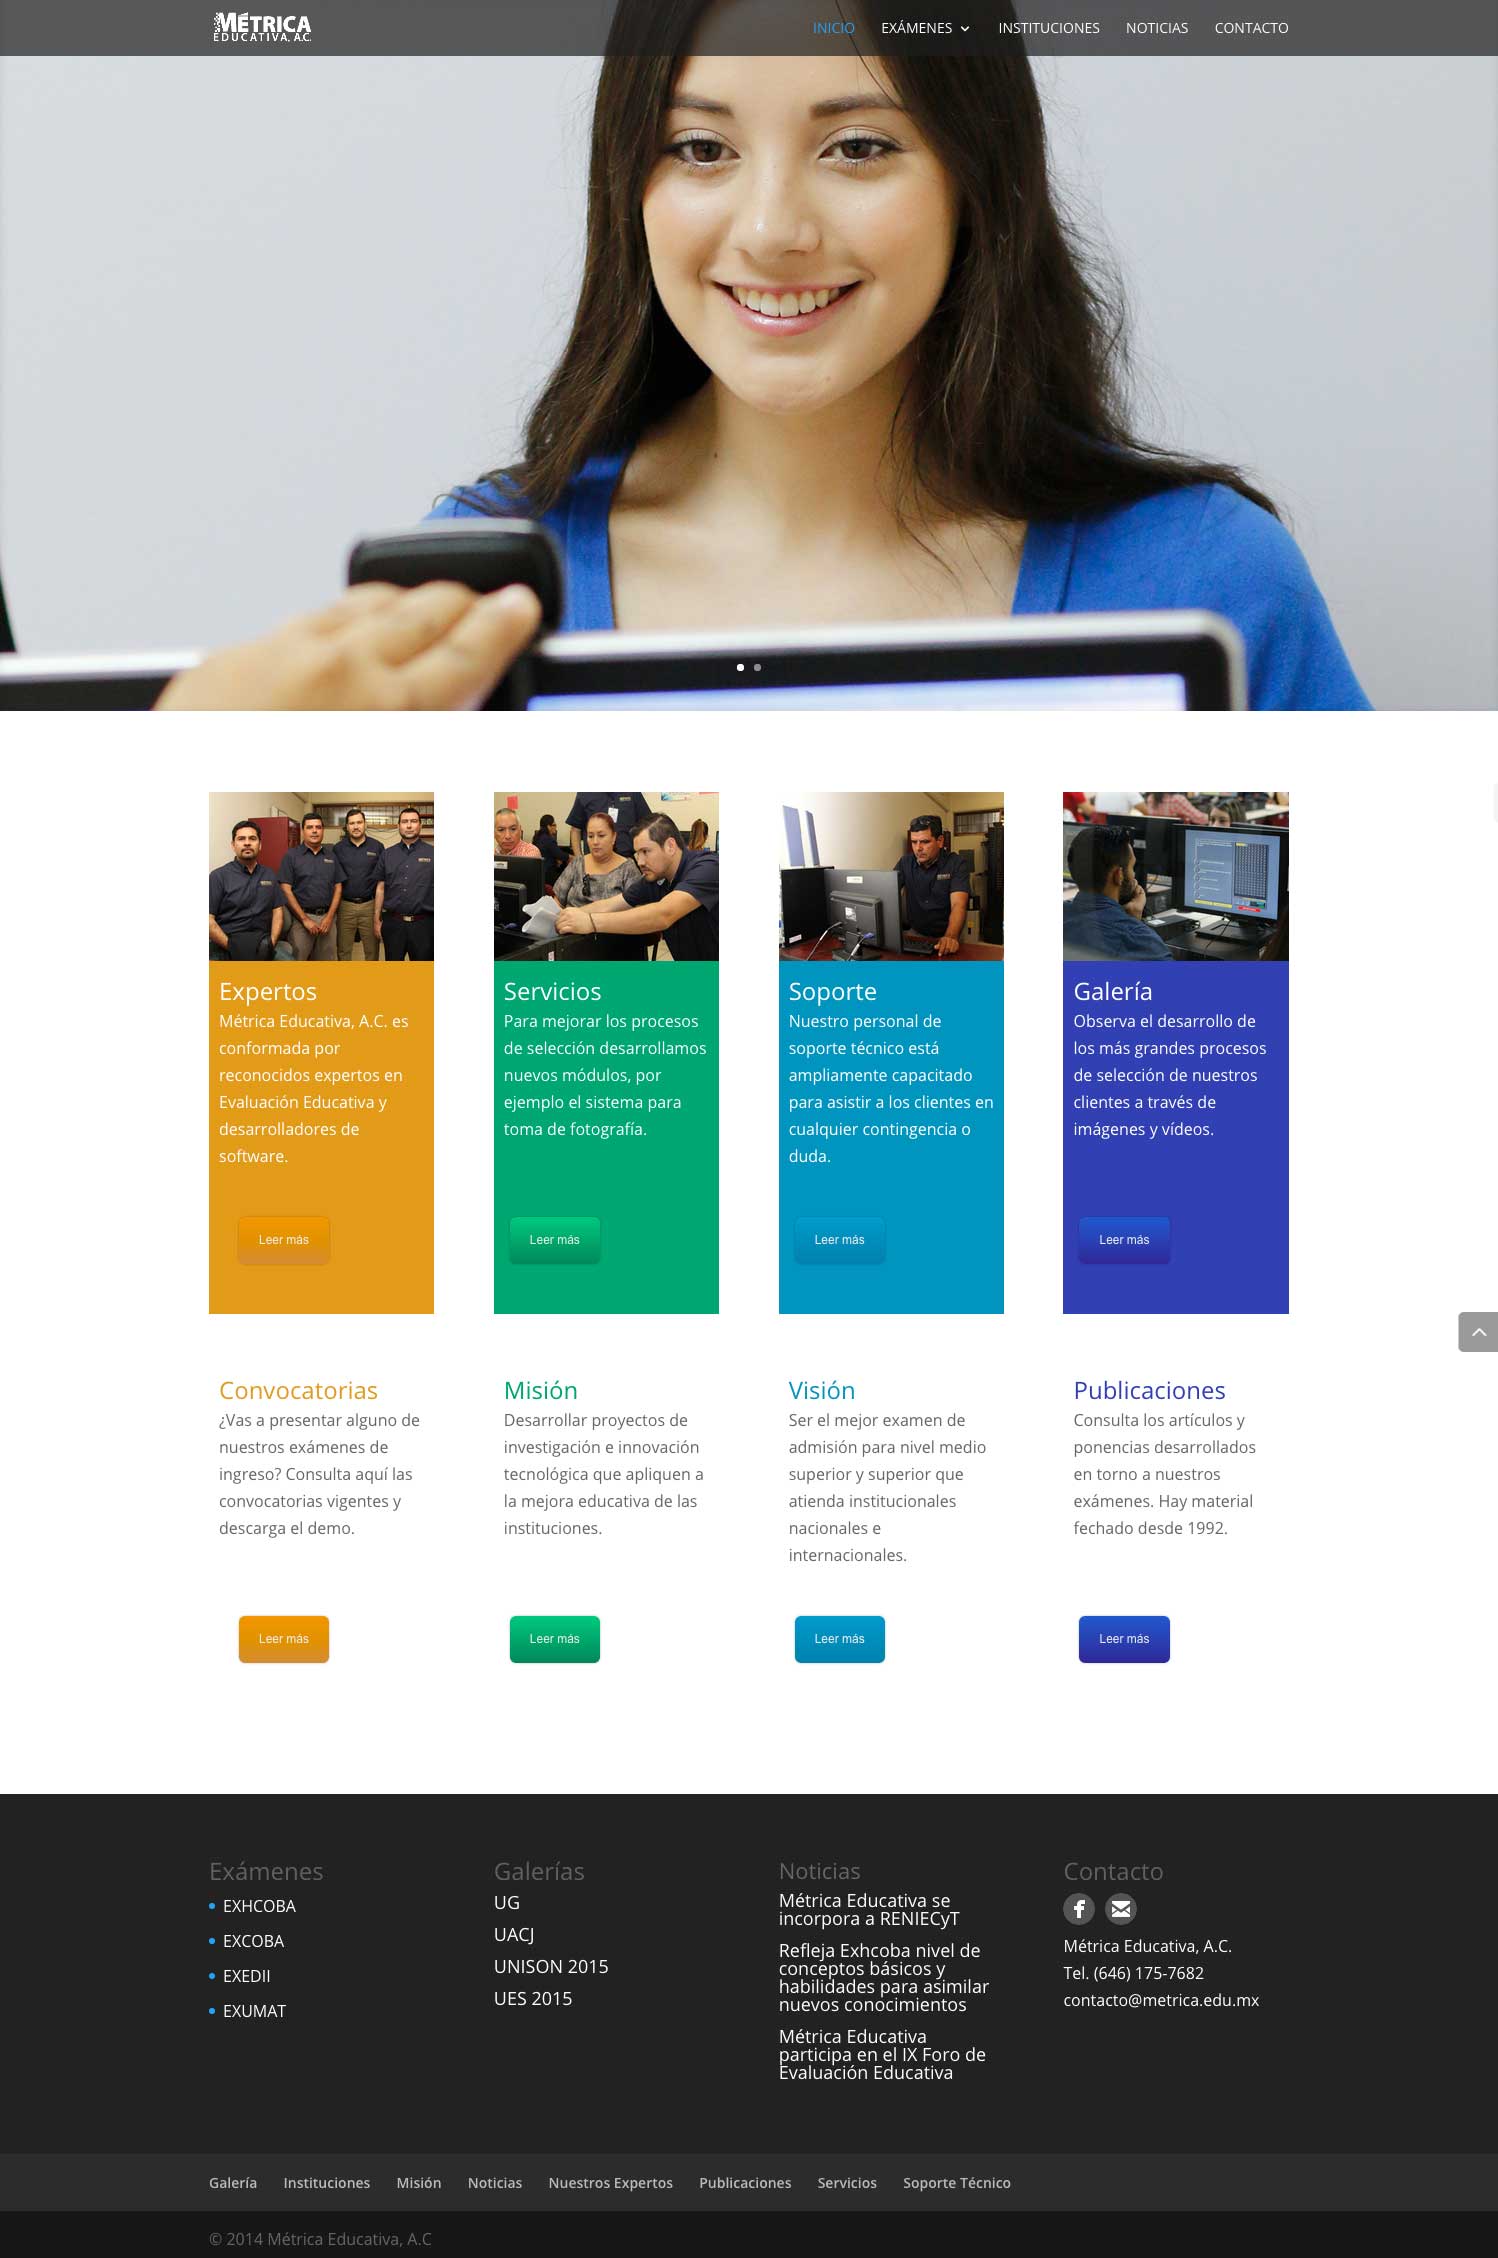 MÉTRICA
EDUCATIVA, A.C.
INICIO
EXÁMENES
INSTITUCIONES
NOTICIAS
CONTACTO
Expertos
Métrica Educativa, A.C. es
conformada por
reconocidos expertos en
Evaluación Educativa y
desarrolladores de
software.
Leer más
Servicios
Para mejorar los procesos
de selección desarrollamos
nuevos módulos, por
ejemplo el sistema para
toma de fotografía.
Leer más
Soporte
Nuestro personal de
soporte técnico está
ampliamente capacitado
para asistir a los clientes en
cualquier contingencia o
duda.
Leer más
Galería
Observa el desarrollo de
los más grandes procesos
de selección de nuestros
clientes a través de
imágenes y vídeos.
Leer más
Convocatorias
¿Vas a presentar alguno de
nuestros exámenes de
ingreso? Consulta aquí las
convocatorias vigentes y
descarga el demo.
Leer más
Misión
Desarrollar proyectos de
investigación e innovación
tecnológica que apliquen a
la mejora educativa de las
instituciones.
Leer más
Visión
Ser el mejor examen de
admisión para nivel medio
superior y superior que
atienda institucionales
nacionales e
internacionales.
Leer más
Publicaciones
Consulta los artículos y
ponencias desarrollados
en torno a nuestros
exámenes. Hay material
fechado desde 1992.
Leer más
Exámenes
EXHCOBA
EXCOBA
EXEDII
EXUMAT
Galerías
UG
UACJ
UNISON 2015
UES 2015
Noticias
Métrica Educativa se
incorpora a RENIECyT
Refleja Exhcoba nivel de
conceptos básicos y
habilidades para asimilar
nuevos conocimientos
Métrica Educativa
participa en el IX Foro de
Evaluación Educativa
Contacto
Métrica Educativa, A.C.
Tel. (646) 175-7682
contacto@metrica.edu.mx
Galería
Instituciones
Misión
Noticias
Nuestros Expertos
Publicaciones
Servicios
Soporte Técnico
© 2014 Métrica Educativa, A.C